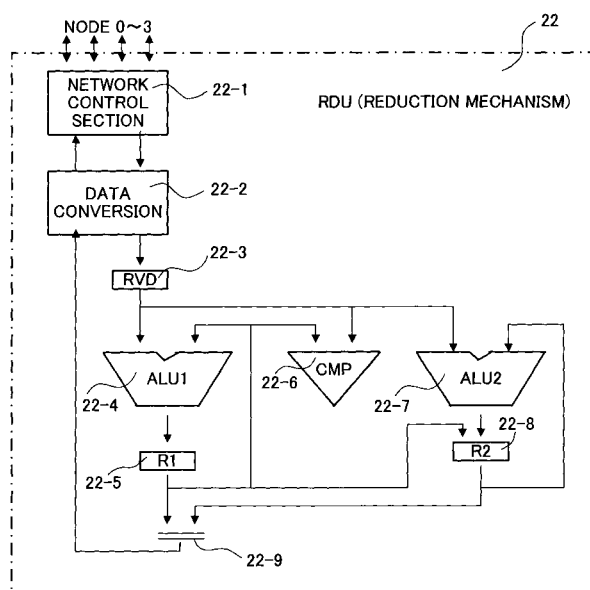 NODE 0～3
22
NETWORK
CONTROL
SECTION
22-1
RDU (REDUCTION MECHANISM)
DATA
CONVERSION
22-2
22-3
RVD
ALU1
22-4
CMP
22-6
ALU2
22-7
22-8
R1
22-5
R2
22-9